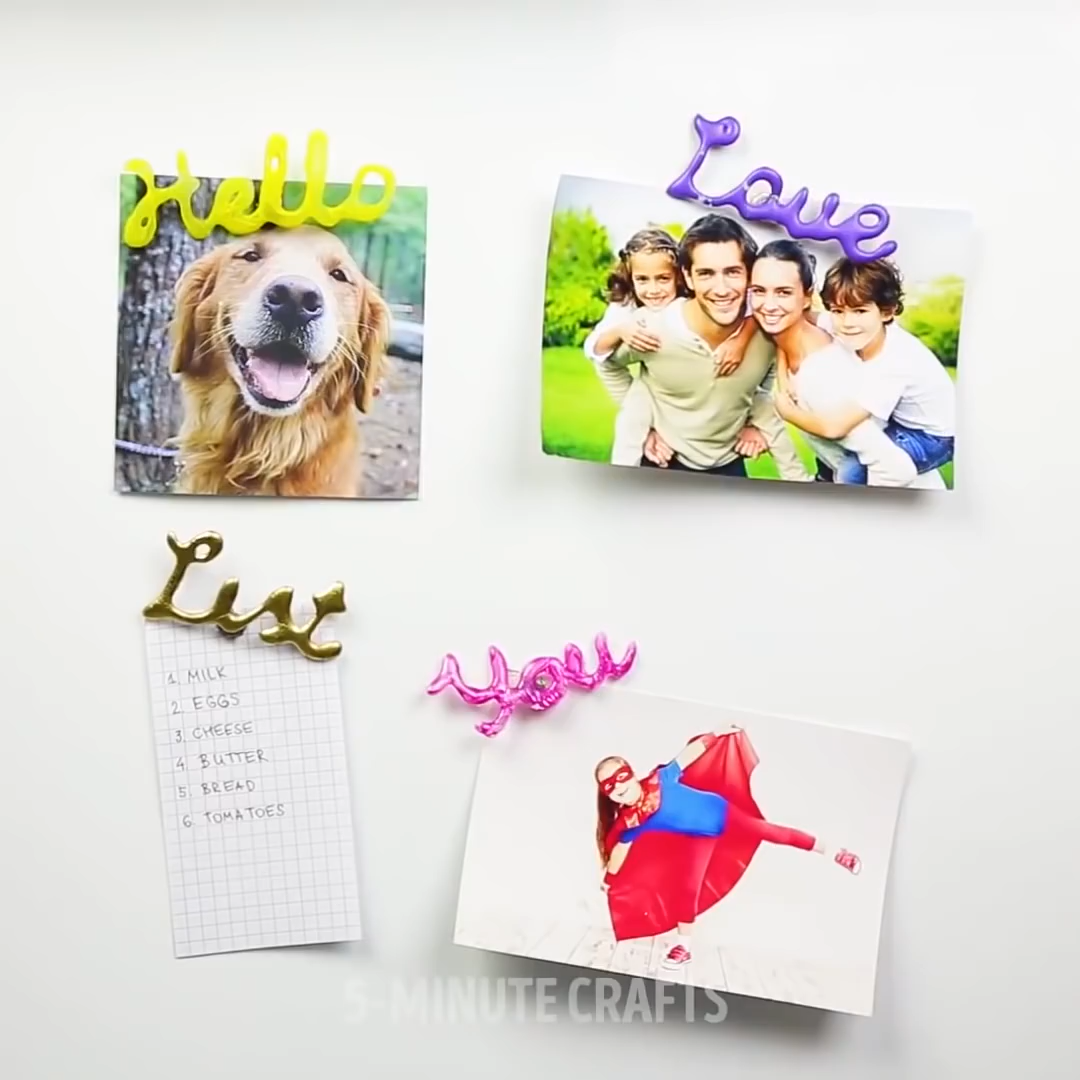 Hello
Love
List
1. MILK
2. EGGS
3. CHEESE
4. BUTTER
5. BREAD
6. TOMATOES
you
5-MINUTE CRAFTS